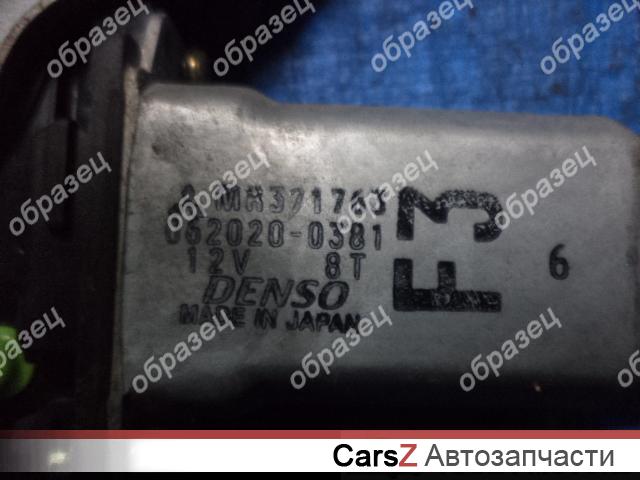 MR371763
062020-0381
12V 8T
DENSO
MADE IN JAPAN
F3
6
образец
образец
образец
образец
образец
образец
образец
образец
образец
образец
образец
CarsZ Автозапчасти